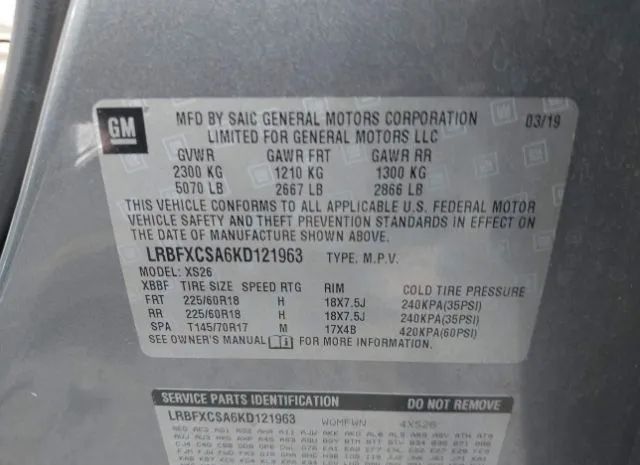 GM
MFD BY SAIC GENERAL MOTORS CORPORATION 03/19
LIMITED FOR GENERAL MOTORS LLC
GVWR GAWR FRT GAWR RR
2300 KG 1210 KG 1300 KG
5070 LB 2667 LB 2866 LB
THIS VEHICLE CONFORMS TO ALL APPLICABLE U.S. FEDERAL MOTOR
VEHICLE SAFETY AND THEFT PREVENTION STANDARDS IN EFFECT ON
THE DATE OF MANUFACTURE SHOWN ABOVE.
LRBFXCSA6KD121963 TYPE: M.P.V.
MODEL: XS26
XBBF TIRE SIZE SPEED RTG RIM COLD TIRE PRESSURE
FRT 225/60R18 H 18X7.5J 240KPA(35PSI)
RR 225/60R18 H 18X7.5J 240KPA(35PSI)
SPA T145/70R17 M 17X4B 420KPA(60PSI)
SEE OWNER'S MANUAL FOR MORE INFORMATION.
SERVICE PARTS IDENTIFICATION DO NOT REMOVE
LRBFXCSA6KD121963 WQMFWN 4XS26